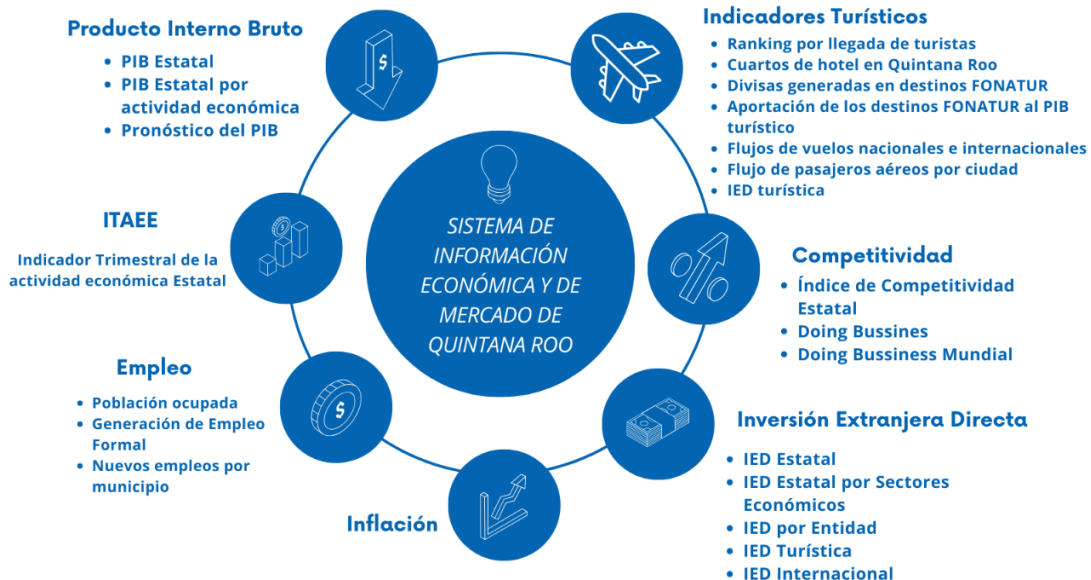 Producto Interno Bruto
• PIB Estatal
• PIB Estatal por
actividad económica
• Pronóstico del PIB
Indicadores Turísticos
• Ranking por llegada de turistas
• Cuartos de hotel en Quintana Roo
• Divisas generadas en destinos FONATUR
• Aportación de los destinos FONATUR al PIB
turístico
• Flujos de vuelos nacionales e internacionales
• Flujo de pasajeros aéreos por ciudad
• IED turística
ITAEE
Indicador Trimestral de la
actividad económica Estatal
SISTEMA DE
INFORMACIÓN
ECONÓMICA Y DE
MERCADO DE
QUINTANA ROO
Competitividad
• Índice de Competitividad
Estatal
• Doing Bussines
• Doing Bussiness Mundial
Empleo
• Población ocupada
• Generación de Empleo
Formal
• Nuevos empleos por
municipio
Inversión Extranjera Directa
• IED Estatal
• IED Estatal por Sectores
Económicos
• IED por Entidad
• IED Turística
• IED Internacional
Inflación
$
$